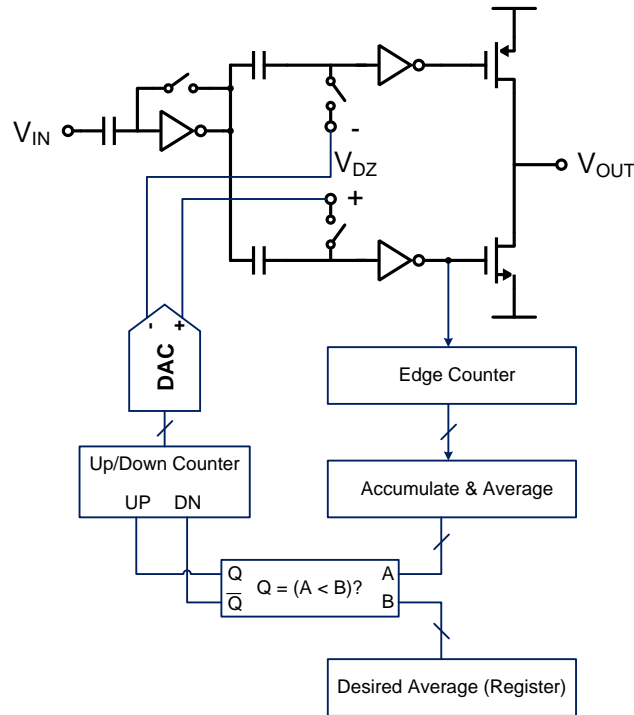 V_IN
-
V_DZ
+
V_OUT
- +
DAC
Edge Counter
Up/Down Counter
UP DN
Accumulate & Average
Q Q = (A < B)? A
Q̅ B
Desired Average (Register)